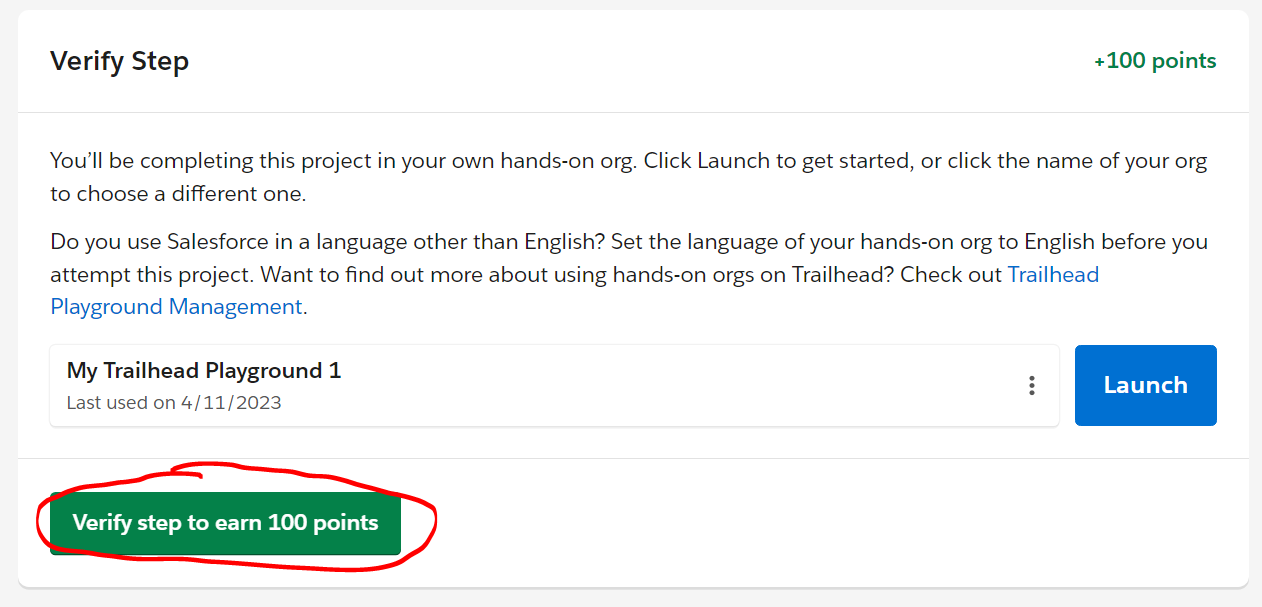 Verify Step
+100 points
You’ll be completing this project in your own hands-on org. Click Launch to get started, or click the name of your org
to choose a different one.
Do you use Salesforce in a language other than English? Set the language of your hands-on org to English before you
attempt this project. Want to find out more about using hands-on orgs on Trailhead? Check out Trailhead
Playground Management.
My Trailhead Playground 1
Last used on 4/11/2023
Launch
Verify step to earn 100 points